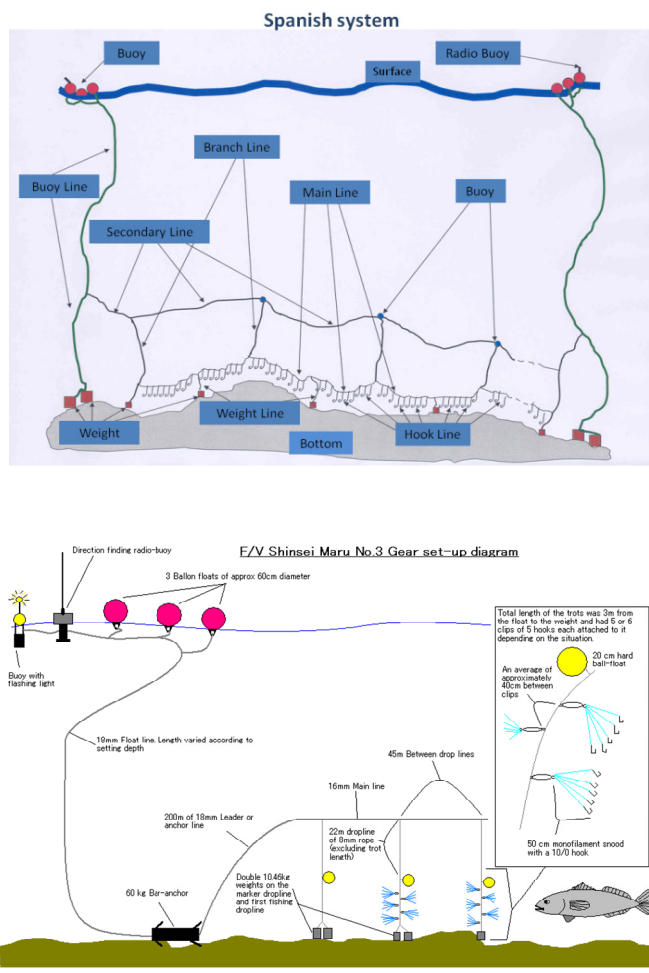 Spanish system
Buoy
Radio Buoy
Surface
Branch Line
Buoy Line
Main Line
Buoy
Secondary Line
Weight Line
Weight
Hook Line
Bottom
F/V Shinsei Maru No.3 Gear set-up diagram
Direction finding radio-buoy
3 Ballon floats of approx 60cm diameter
Buoy with
flashing light
Total length of the trots was 3m from
the float to the weight and had 5 or 6
clips of 5 hooks each attached to it
depending on the situation.
20 cm hard
ball-float
An average of
approximately
40cm between
clips
50 cm monofilament snood
with a 10/0 hook
18mm Float line. Length varied according to
setting depth
45m Between drop lines
16mm Main line
200m of 18mm Leader or
anchor line
22m dropline
of 8mm rope
(excluding trot
length)
Double 10.46kg
weights on the
marker dropline
and first fishing
dropline
60 kg Bar-anchor